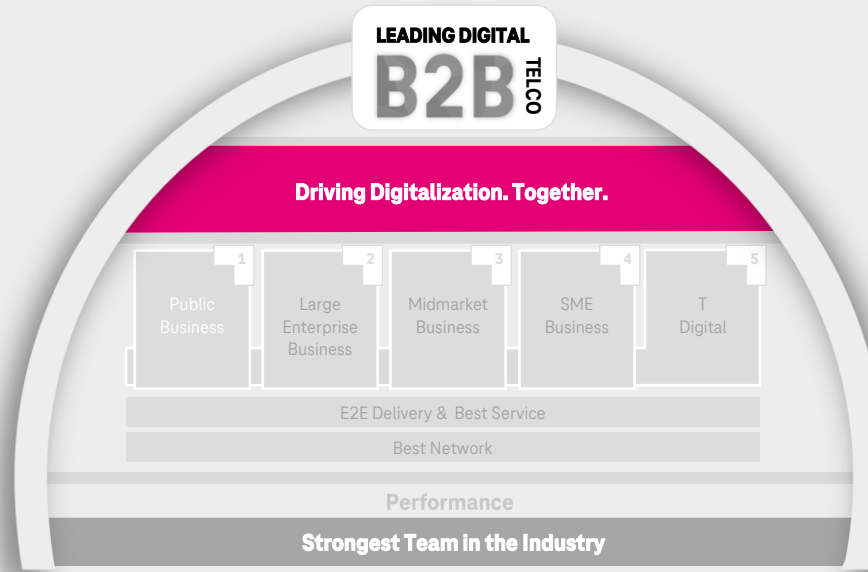 LEADING DIGITAL
B2B
TELCO
Driving Digitalization. Together.
1
Public
Business
2
Large
Enterprise
Business
3
Midmarket
Business
4
SME
Business
5
T
Digital
E2E Delivery & Best Service
Best Network
Performance
Strongest Team in the Industry